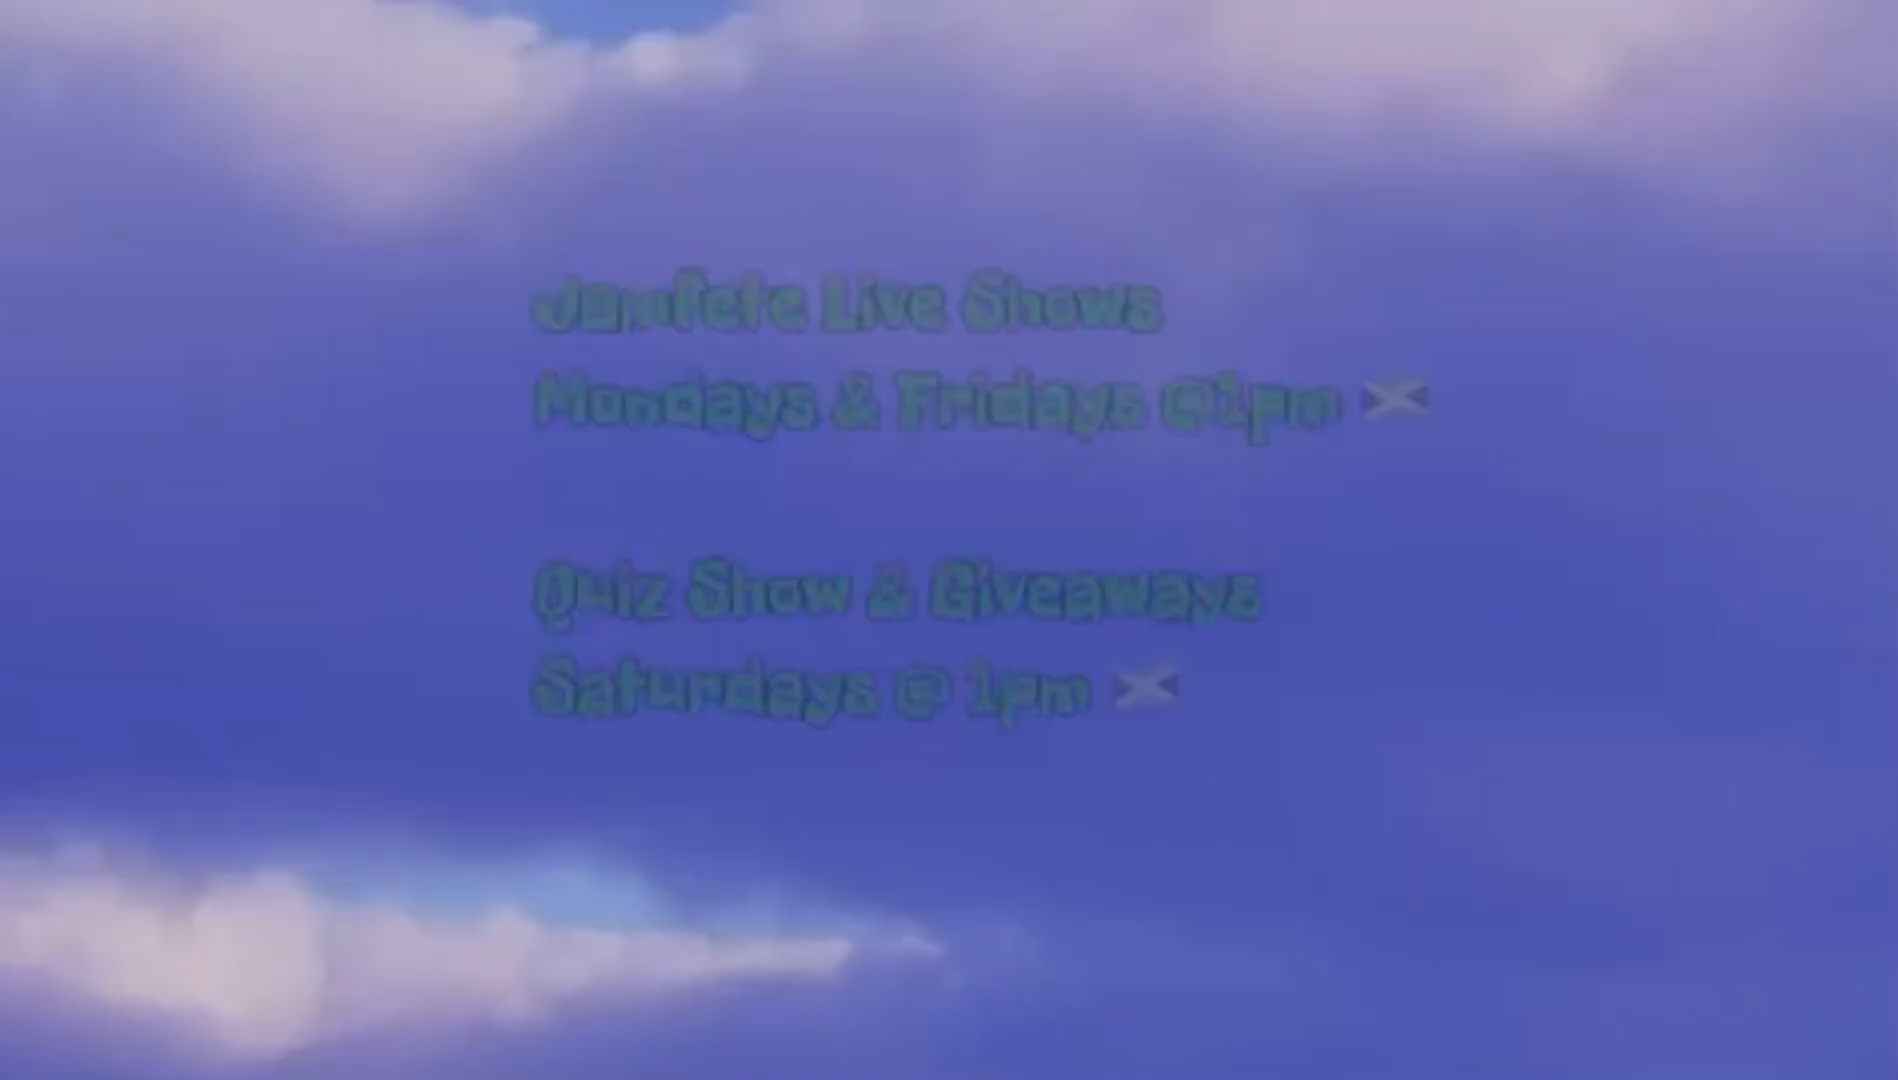 Jamfete Live Shows
Mondays & Fridays @1pm
Quiz Show & Giveaways
Saturdays @ 1pm